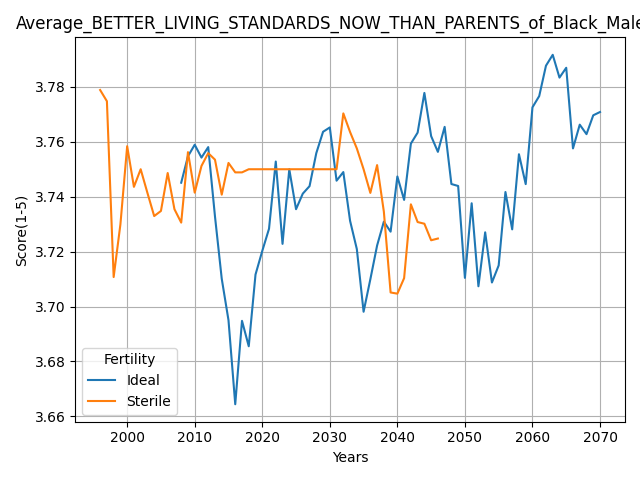 Average_BETTER_LIVING_STANDARDS_NOW_THAN_PARENTS_of_Black_Male
3.78
3.76
3.74
3.72
3.70
3.68
3.66
Score(1-5)
Fertility
Ideal
Sterile
2000 2010 2020 2030 2040 2050 2060 2070
Years